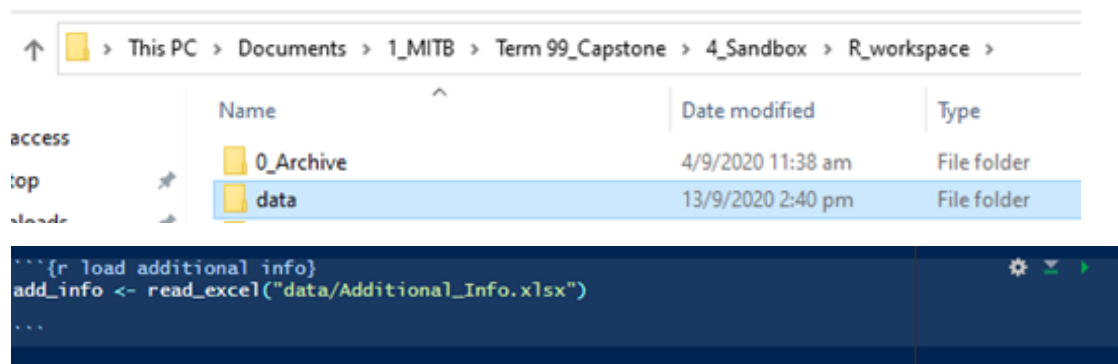 This PC > Documents > 1_MITB > Term 99_Capstone > 4_Sandbox > R_workspace >
Name Date modified Type
access
0_Archive 4/9/2020 11:38 am File folder
top
data 13/9/2020 2:40 pm File folder
```{r load additional info}
add_info <- read_excel("data/Additional_Info.xlsx")
```